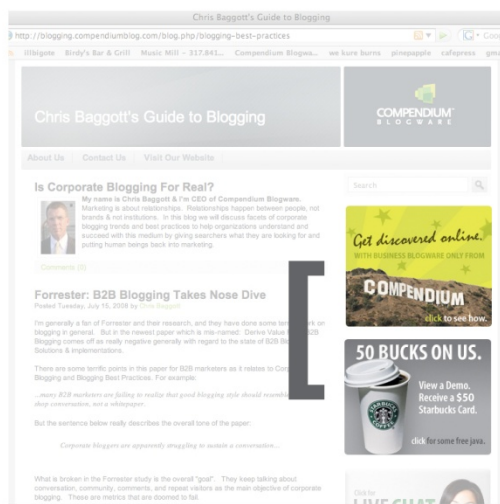 Chris Baggott's Guide to Blogging
http://blogging.compendiumblog.com/blog.php/blogging-best-practices
G Goo
illbigote Birdy's Bar & Grill Music Mill - 317.841... Compendium Blogwa... we kure burns pinepapple cafepress gma
Chris Baggott's Guide to Blogging
COMPENDIUM
BLOGWARE
About Us Contact Us Visit Our Website
Is Corporate Blogging For Real?
My name is Chris Baggott & I'm CEO of Compendium Blogware.
Marketing is about relationships. Relationships happen between people, not
brands & not institutions. In this blog we will discuss facets of corporate
blogging trends and best practices to help organizations understand and
succeed with this medium by giving searchers what they are looking for and
putting human beings back into marketing.
Comments (5)
Forrester: B2B Blogging Takes Nose Dive
Posted Tuesday, July 15, 2008 by Chris Baggott
I'm generally a fan of Forrester and their research, and they have done some on
blogging in general. But in the newest paper which is mis-named: Derive Value B2B
Blogging comes off as really negative generally with regard to the state of B2B
Solutions & implementations.
There are some terrific points in this paper for B2B marketers as it relates to
Blogging and Blogging Best Practices. For example:
...many B2B marketers are failing to realize that good blogging style should
shop conversation, not a whitepaper.
But the sentence below really describes the overall tone of the paper:
Corporate bloggers are apparently struggling to sustain a conversation...
What is broken in the Forrester study is the overall "goal". They keep talking about
conversation, community, comments, and repeat visitors as the main objective of corporate
blogging. These are metrics that are doomed to fail.
Search
Get discovered online.
WITH BUSINESS BLOGWARE ONLY FROM
COMPENDIUM
click to see how.
50 BUCKS ON US.
View a Demo.
Receive a $50
Starbucks Card.
click for some free java.
Click for
LIVE CHAT